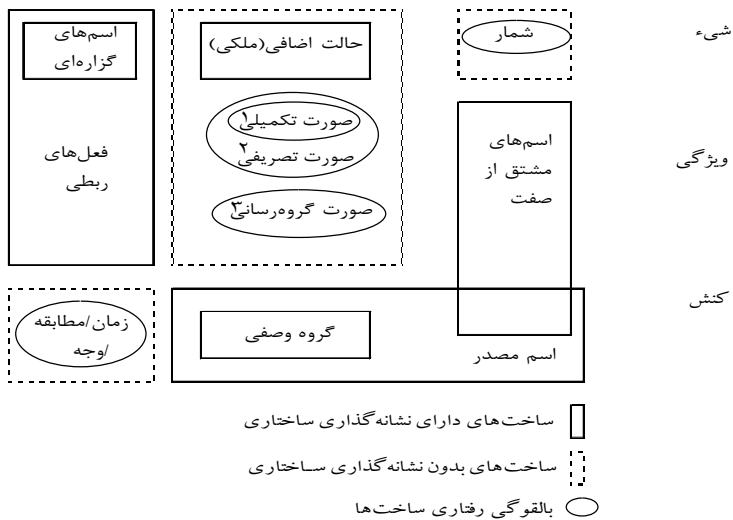 شیء
شمار
حالت اضافی(ملکی)
اسم‌های
گزاره‌ای
ویژگی
اسم‌های
مشتق از
صفت
صورت تکمیلی۱
صورت تصریفی۲
صورت گروه‌رسانی۳
فعل‌های
ربطی
کنش
اسم مصدر
گروه وصفی
زمان/مطابقه
/وجه
ساخت‌های دارای نشانه‌گذاری ساختاری
ساخت‌های بدون نشانه‌گذاری ساختاری
بالقوگی رفتاری ساخت‌ها